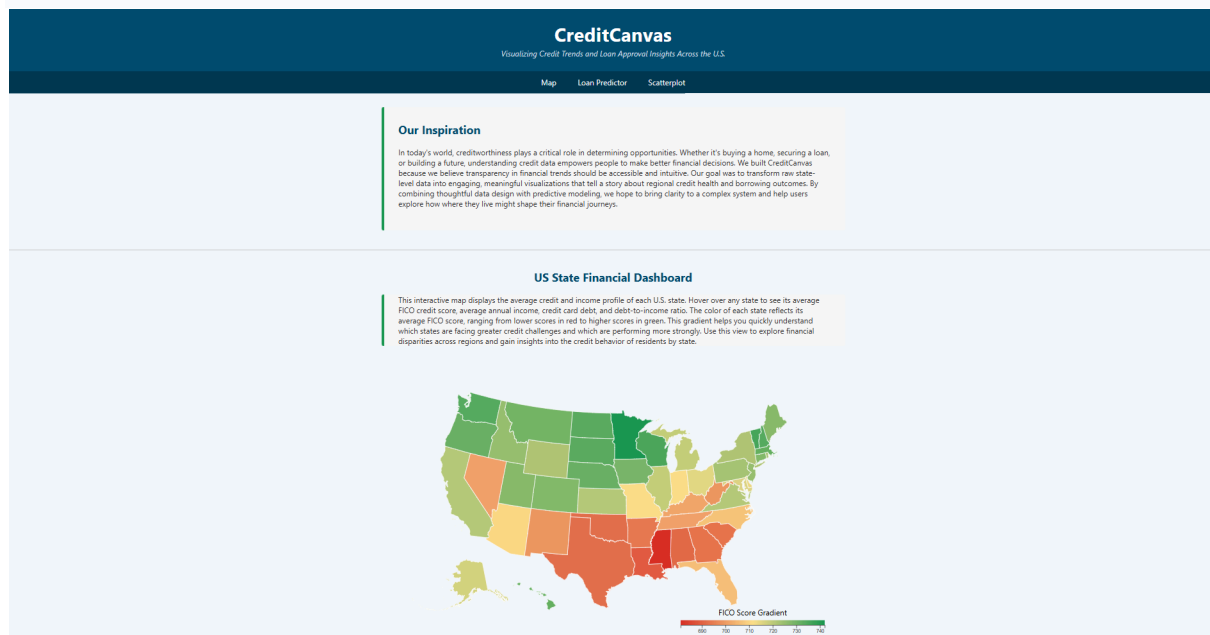 CreditCanvas
Visualizing Credit Trends and Loan Approval Insights Across the U.S.
Map Loan Predictor Scatterplot
Our Inspiration
In today's world, creditworthiness plays a critical role in determining opportunities. Whether it's buying a home, securing a loan,
or building a future, understanding credit data empowers people to make better financial decisions. We built CreditCanvas
because we believe transparency in financial trends should be accessible and intuitive. Our goal was to transform raw state-
level data into engaging, meaningful visualizations that tell a story about regional credit health and borrowing outcomes. By
combining thoughtful data design with predictive modeling, we hope to bring clarity to a complex system and help users
explore how where they live might shape their financial journeys.
US State Financial Dashboard
This interactive map displays the average credit and income profile of each U.S. state. Hover over any state to see its average
FICO credit score, average annual income, credit card debt, and debt-to-income ratio. The color of each state reflects its
average FICO score, ranging from lower scores in red to higher scores in green. This gradient helps you quickly understand
which states are facing greater credit challenges and which are performing more strongly. Use this view to explore financial
disparities across regions and gain insights into the credit behavior of residents by state.
FICO Score Gradient
690 700 710 720 730 740